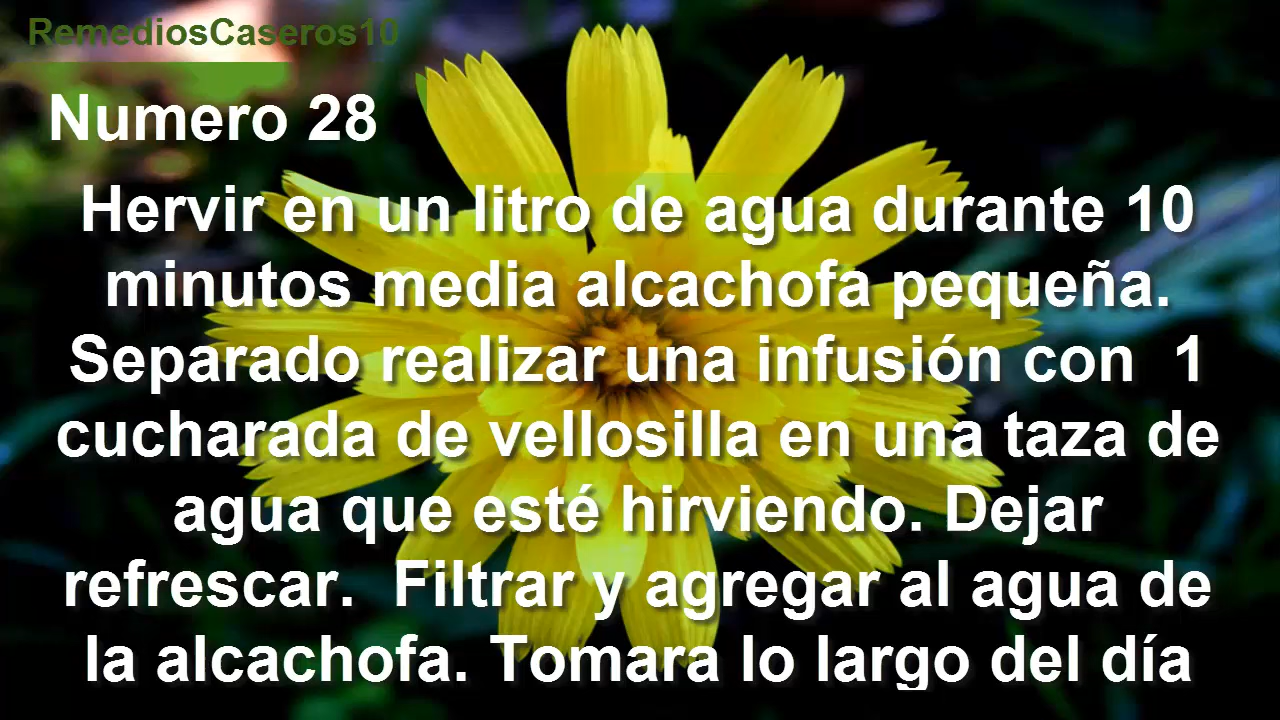 RemediosCaseros10
Numero 28
Hervir en un litro de agua durante 10
minutos media alcachofa pequeña.
Separado realizar una infusión con 1
cucharada de vellosilla en una taza de
agua que esté hirviendo. Dejar
refrescar. Filtrar y agregar al agua de
la alcachofa. Tomara lo largo del día